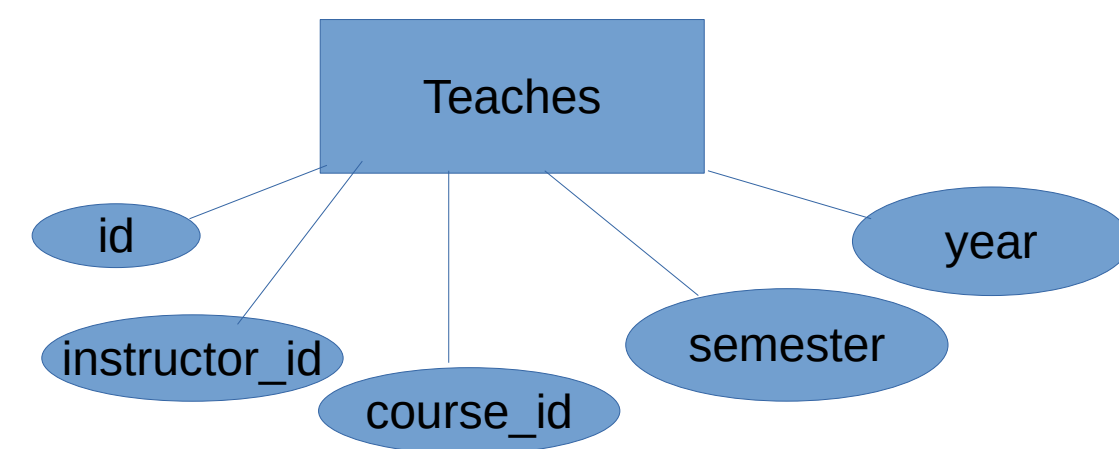 Teaches
id
year
instructor_id
semester
course_id